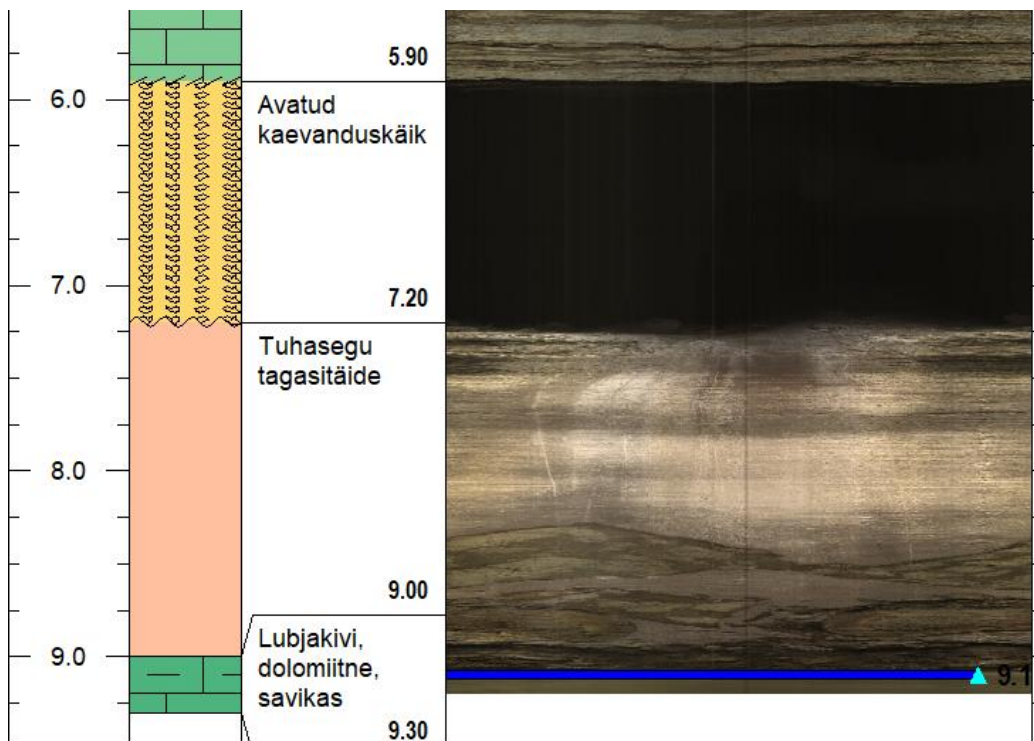 5.90
6.0
Avatud
kaevanduskäik
7.0
7.20
Tuhasegu
tagasitäide
8.0
9.00
9.0
Lubjakivi,
dolomiitne,
savikas
9.1
9.30